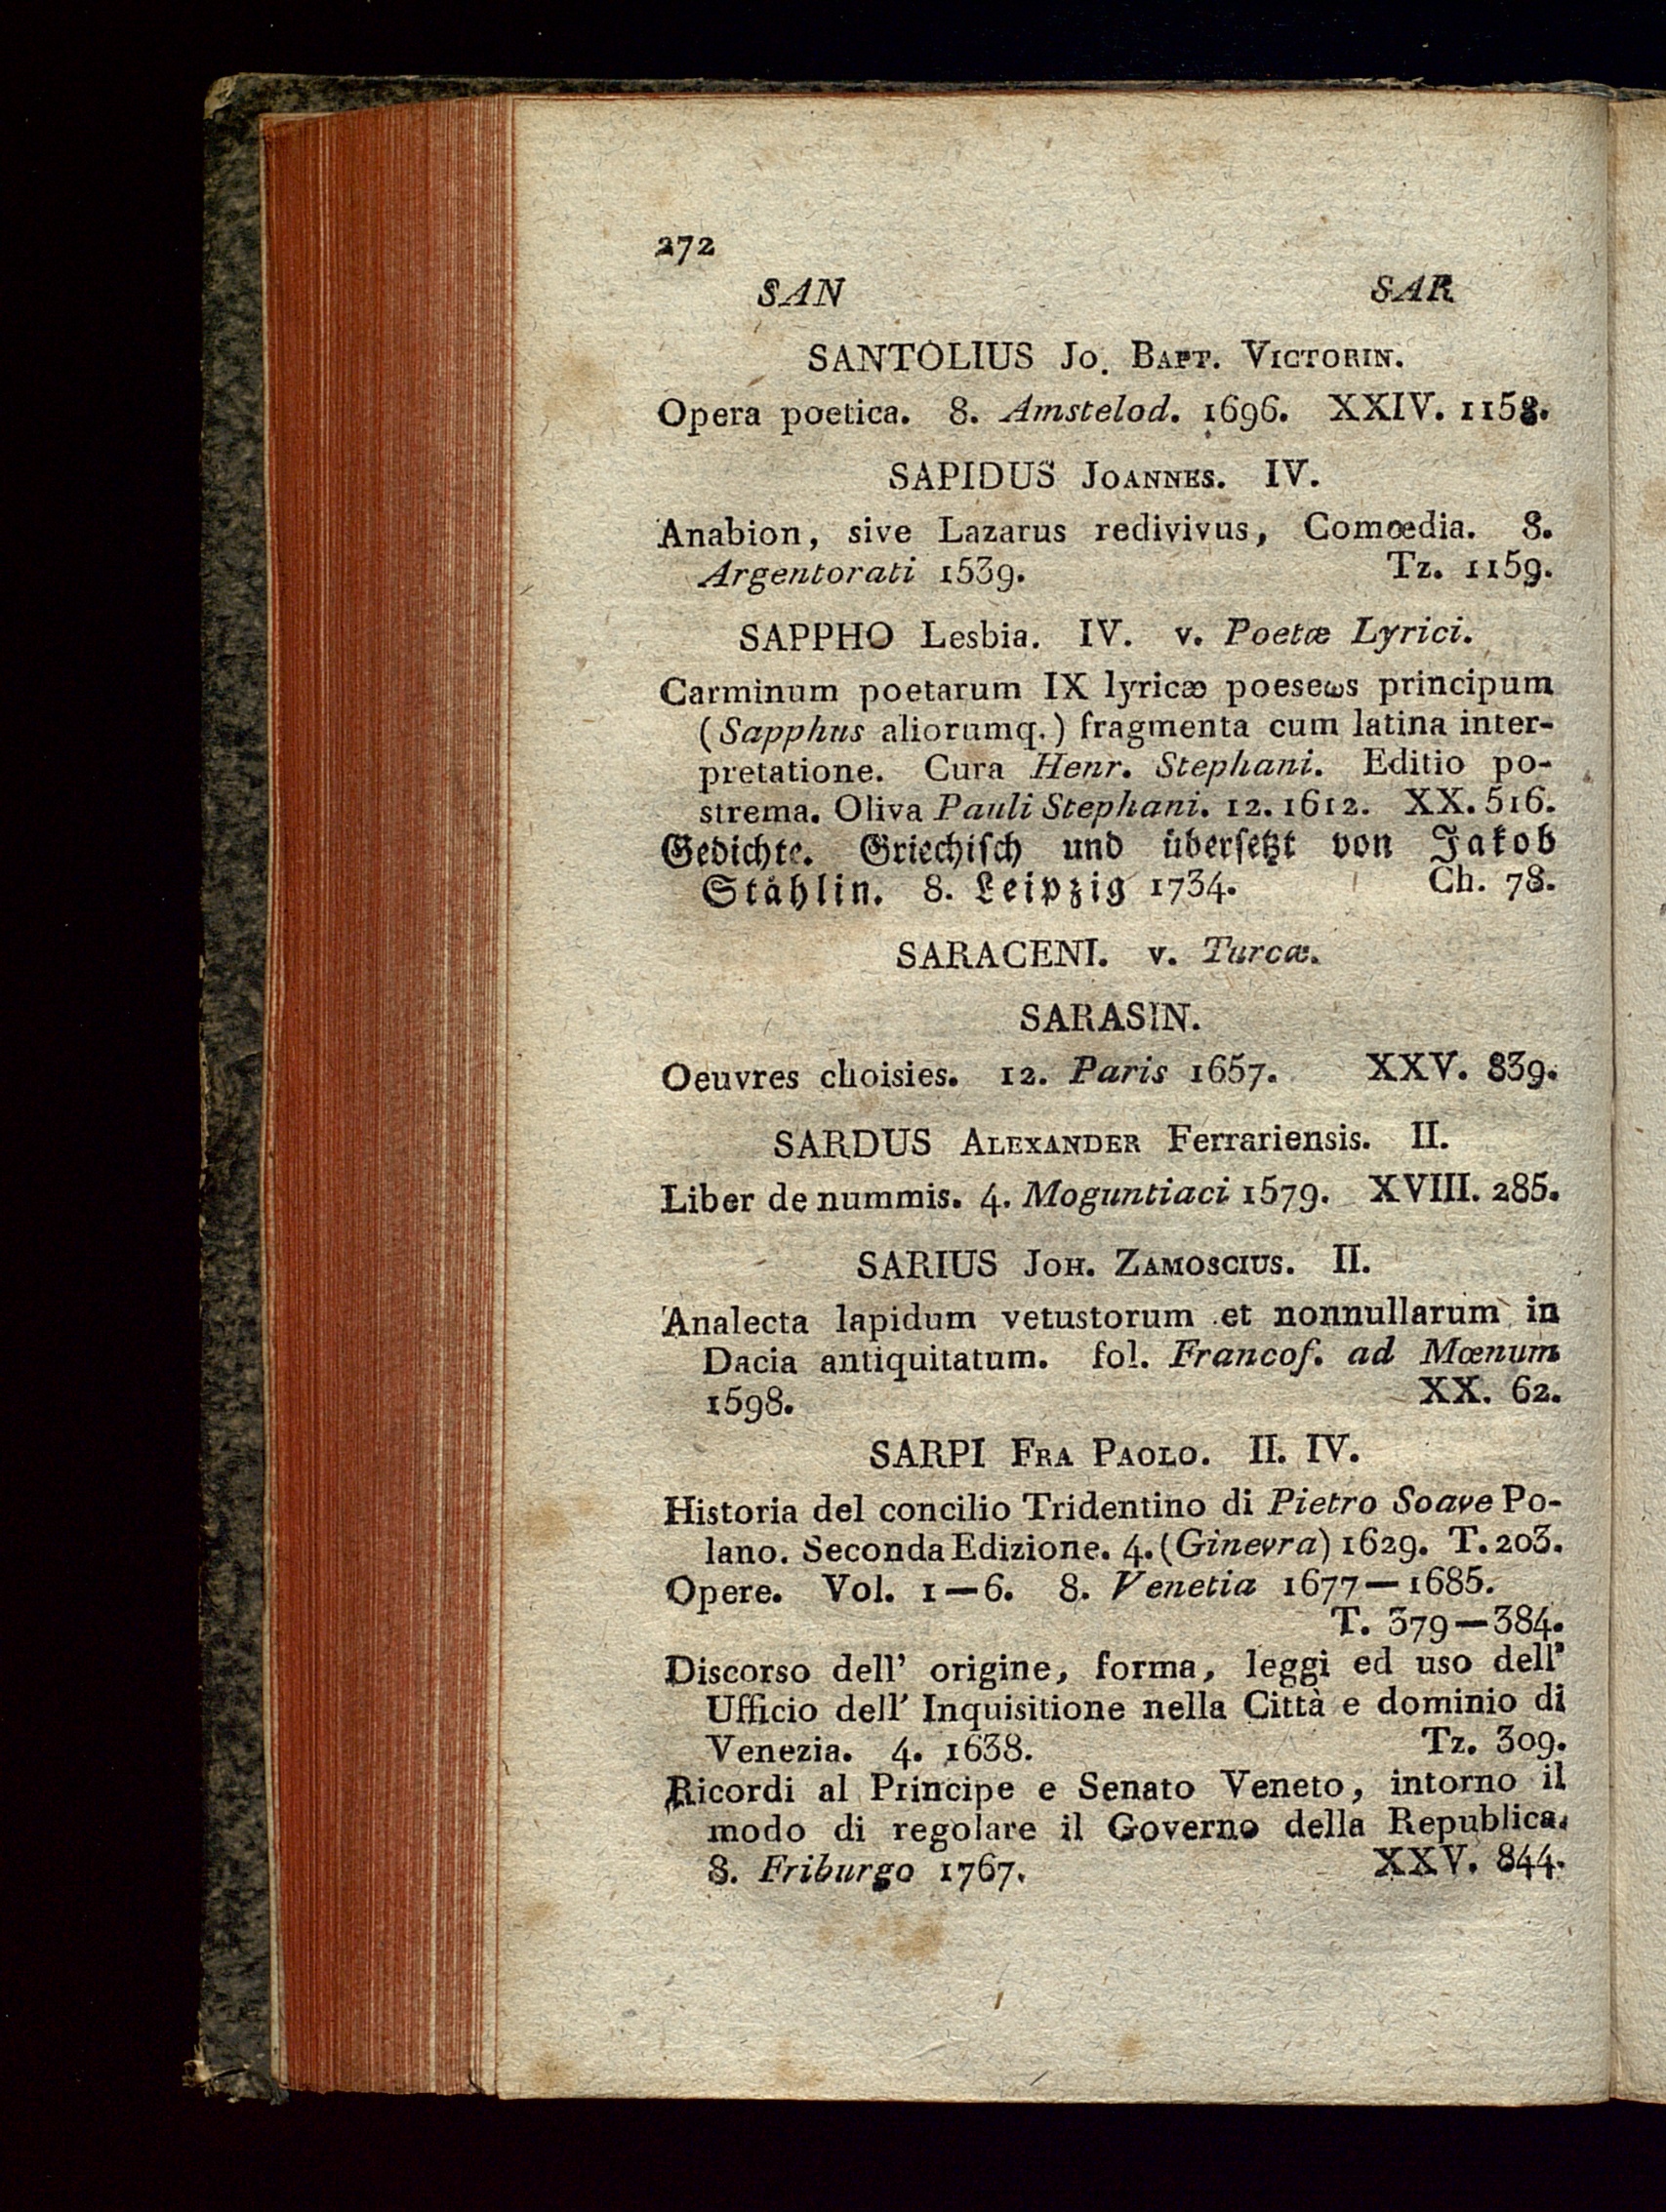 272
SAN SAR
SANTOLIUS Jo. Bapt. Victorin.
Opera poetica. 8. Amstelod. 1696. XXIV. 1158.
SAPIDUS Joannes. IV.
Anabion, sive Lazarus redivivus, Comœdia. 8.
Argentorati 1539. Tz. 1159.
SAPPHO Lesbia. IV. v. Poetæ Lyrici.
Carminum poetarum IX lyricæ poeseωs principum
(Sapphus aliorumq.) fragmenta cum latina inter-
pretatione. Cura Henr. Stephani. Editio po-
strema. Oliva Pauli Stephani. 12. 1612. XX. 516.
Gedichte. Griechiſch und überſetzt von Jakob
Ståhlin. 8. Leipzig 1734. Ch. 78.
SARACENI. v. Turcæ.
SARASIN.
Oeuvres choisies. 12. Paris 1657. XXV. 839.
SARDUS Alexander Ferrariensis. II.
Liber de nummis. 4. Moguntiaci 1579. XVIII. 285.
SARIUS Joh. Zamoscius. II.
Analecta lapidum vetustorum et nonnullarum in
Dacia antiquitatum. fol. Francof. ad Mœnum
1598. XX. 62.
SARPI Fra Paolo. II. IV.
Historia del concilio Tridentino di Pietro Soave Po-
lano. Seconda Edizione. 4. (Ginevra) 1629. T. 203.
Opere. Vol. 1—6. 8. Venetia 1677—1685.
T. 379—384.
Discorso dell' origine, forma, leggi ed uso dell'
Ufficio dell' Inquisitione nella Città e dominio di
Venezia. 4. 1638. Tz. 309.
Ricordi al Principe e Senato Veneto, intorno il
modo di regolare il Governo della Republica.
8. Friburgo 1767. XXV. 844.